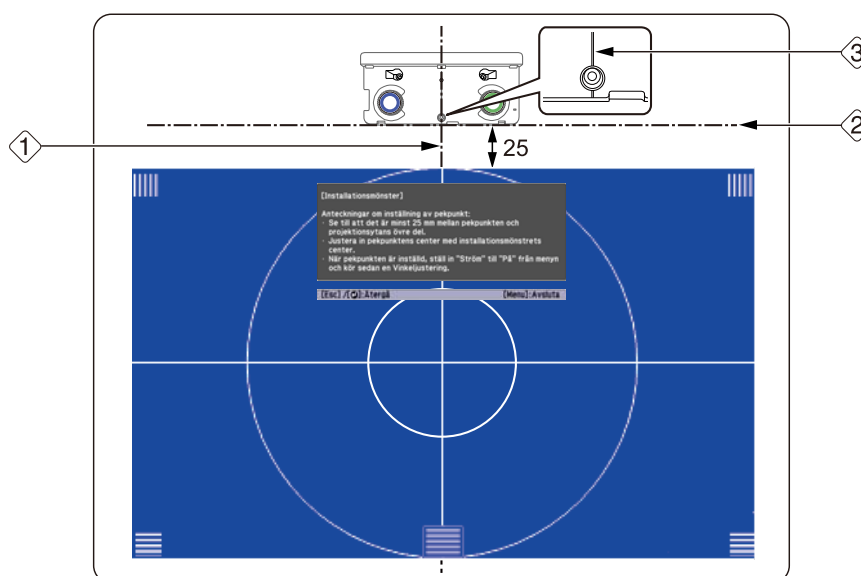 3
2
1
25
[Installationsmönster]
Anteckningar om inställning av pekpunkt:
· Se till att det är minst 25 mm mellan pekpunkten och
projektionsytans övre del.
· Justera in pekpunktens center med installationsmönstrets
center.
· När pekpunkten är inställd, ställ in "Ström" till "På" från menyn
och kör sedan en Vinkeljustering.
[Esc] /[↵]:Återgå [Menu]:Avsluta